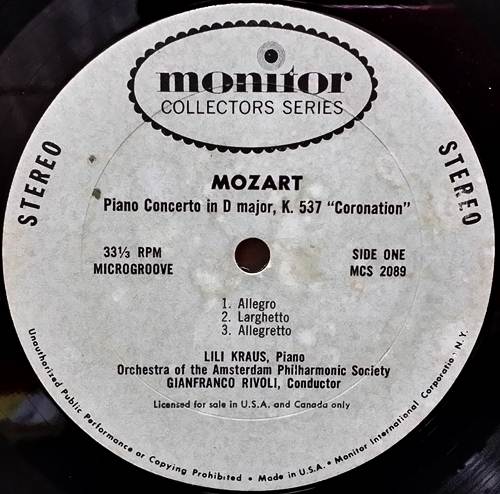 monitor
COLLECTORS SERIES
STEREO
STEREO
MOZART
Piano Concerto in D major, K. 537 "Coronation"
33⅓ RPM
MICROGROOVE
SIDE ONE
MCS 2089
1. Allegro
2. Larghetto
3. Allegretto
LILI KRAUS, Piano
Orchestra of the Amsterdam Philharmonic Society
GIANFRANCO RIVOLI, Conductor
Licensed for sale in U.S.A. and Canada only
Unauthorized Public Performance or Copying Prohibited • Made in U.S.A. • Monitor International Corporatio · N.Y.